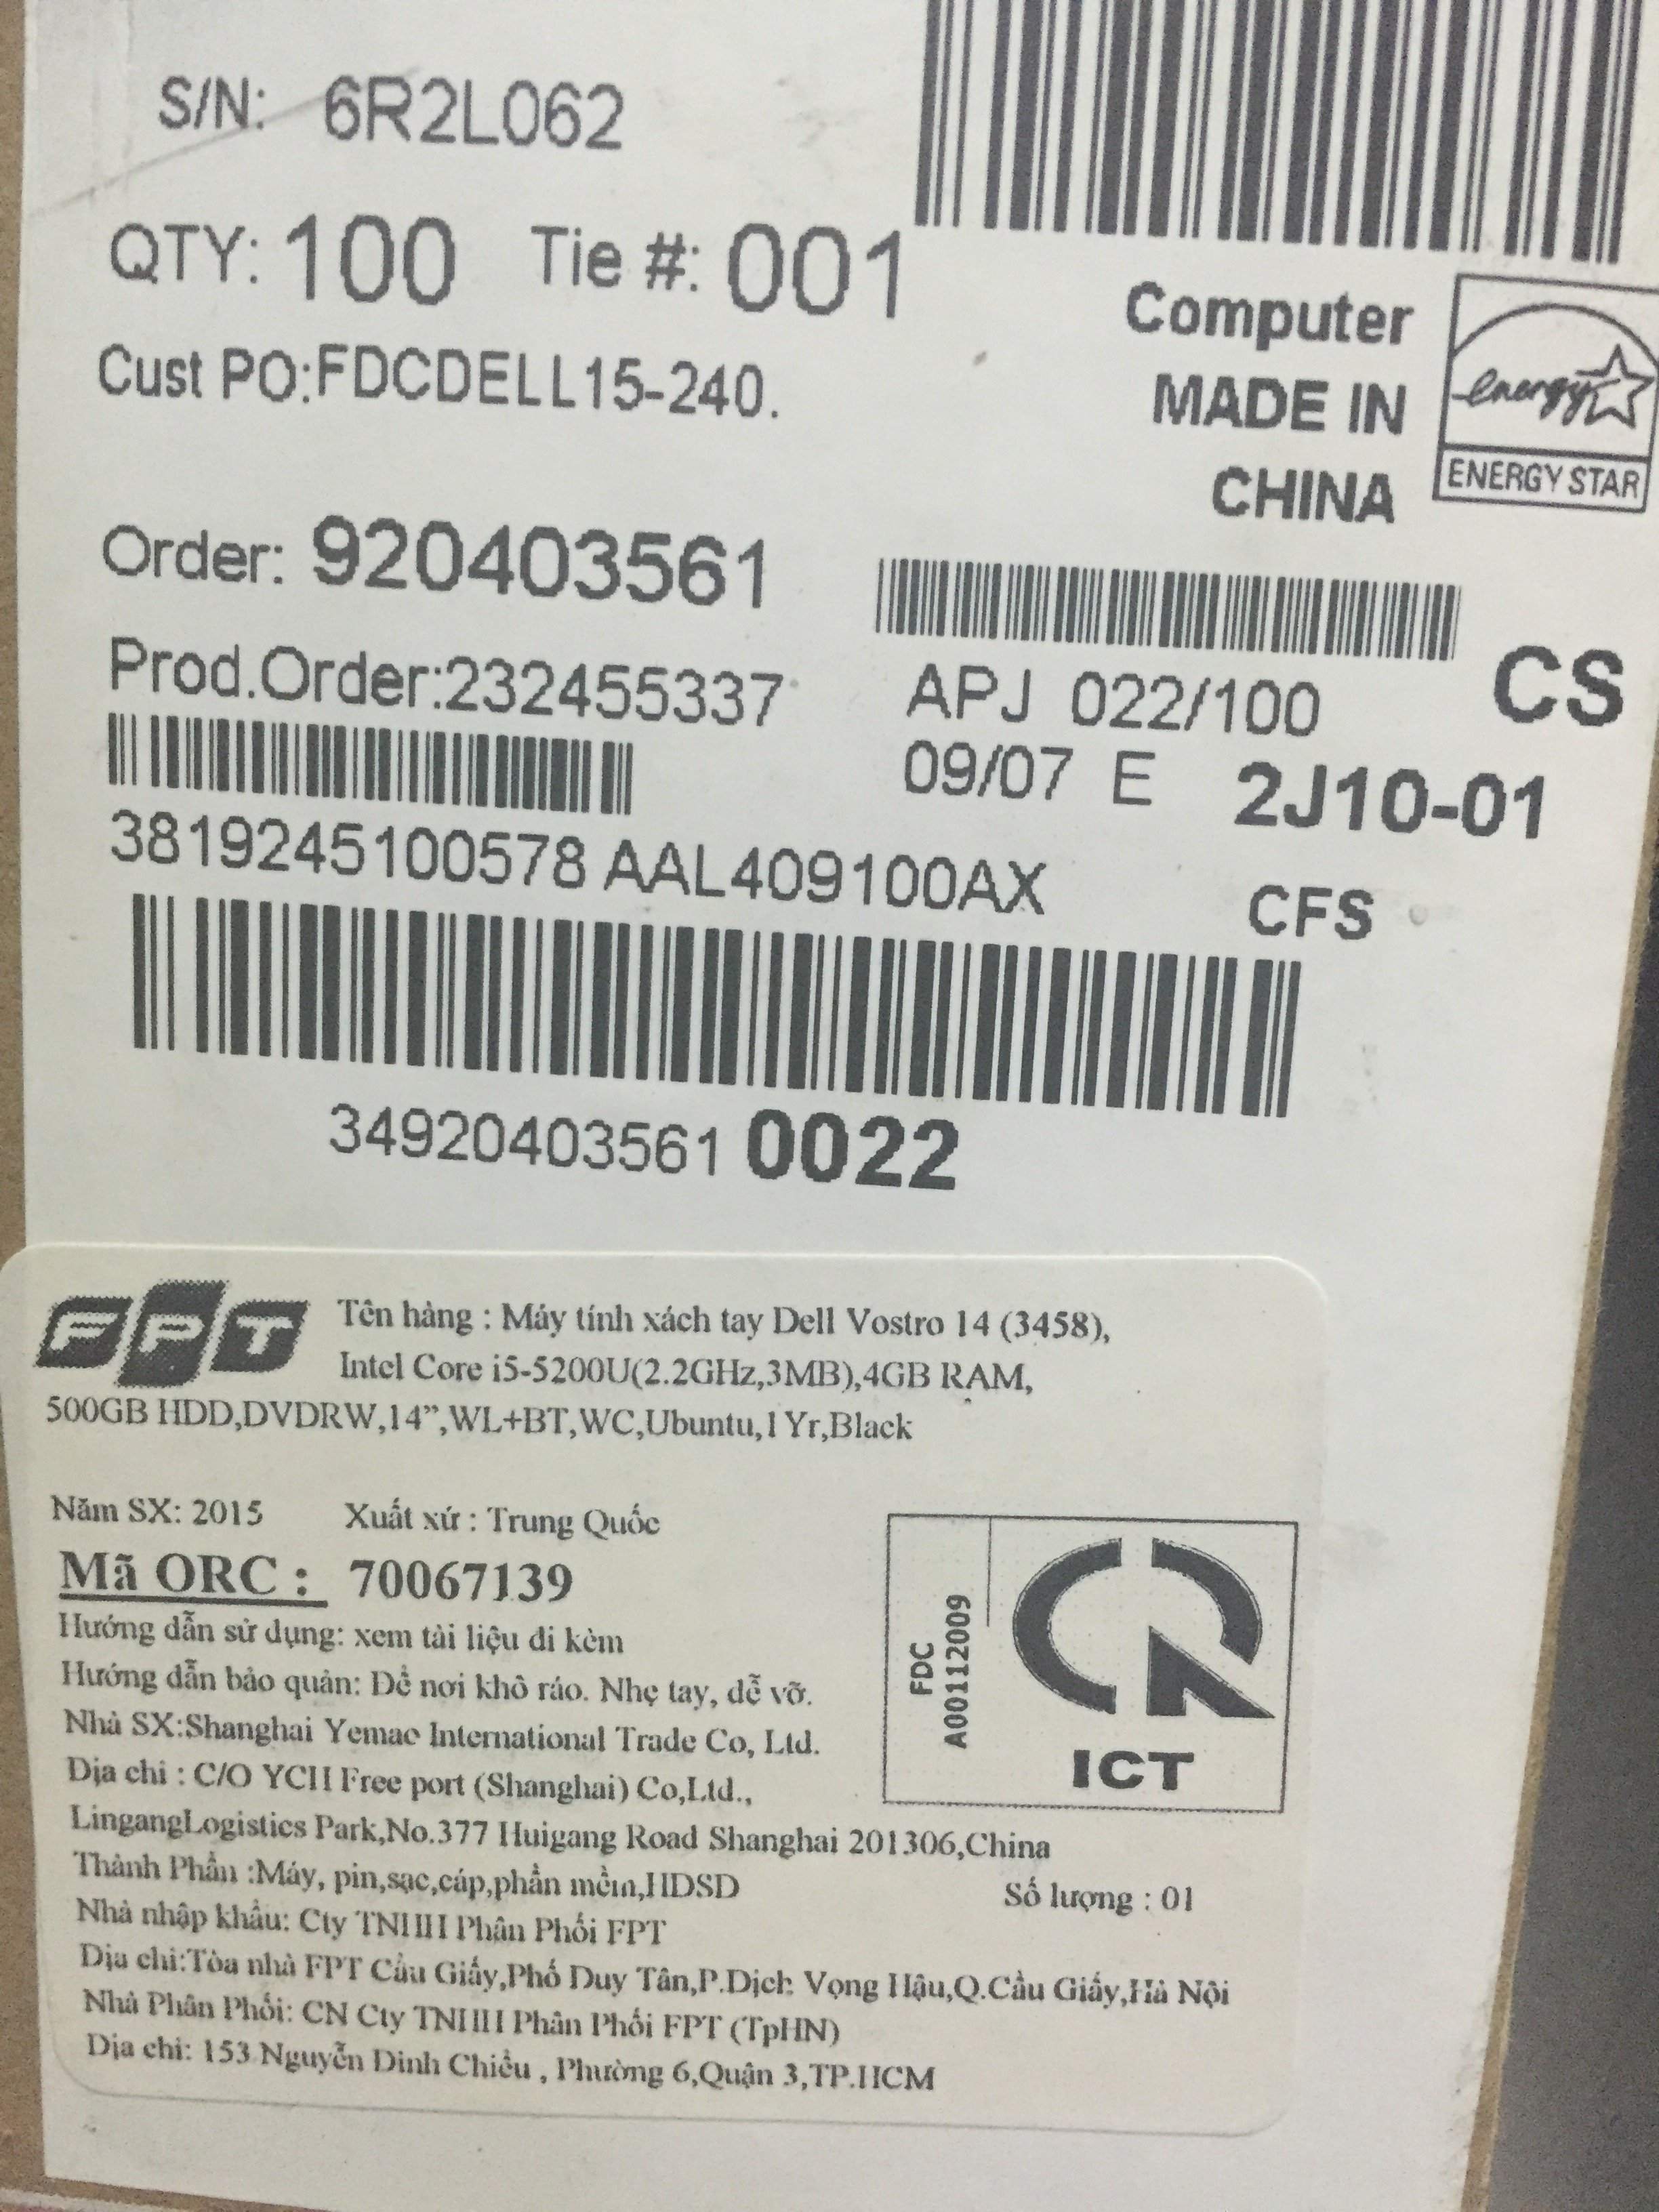 S/N: 6R2L062
QTY: 100 Tie #: 001
Cust PO:FDCDELL15-240.
Computer
MADE IN
CHINA
energy
ENERGY STAR
Order: 920403561
Prod.Order:232455337
APJ 022/100
CS
09/07 E 2J10-01
3819245100578 AAL409100AX
CFS
34920403561 0022
FPT
Tên hàng : Máy tính xách tay Dell Vostro 14 (3458),
Intel Core i5-5200U(2.2GHz,3MB),4GB RAM,
500GB HDD,DVDRW,14”,WL+BT,WC,Ubuntu,1Yr,Black
Năm SX: 2015 Xuất xứ : Trung Quốc
Mã ORC : 70067139
Hướng dẫn sử dụng: xem tài liệu đi kèm
Hướng dẫn bảo quản: Để nơi khô ráo. Nhẹ tay, dễ vỡ.
Nhà SX:Shanghai Yemao International Trade Co, Ltd.
Địa chỉ : C/O YCH Free port (Shanghai) Co,Ltd.,
LingangLogistics Park,No.377 Huigang Road Shanghai 201306,China
Thành Phần :Máy, pin,sạc,cáp,phần mềm,HDSD
Số lượng : 01
Nhà nhập khẩu: Cty TNHH Phân Phối FPT
Địa chỉ:Tòa nhà FPT Cầu Giấy,Phố Duy Tân,P.Dịch Vọng Hậu,Q.Cầu Giấy,Hà Nội
Nhà Phân Phối: CN Cty TNHH Phân Phối FPT (TpHN)
Địa chỉ: 153 Nguyễn Đình Chiểu , Phường 6,Quận 3,TP.HCM
FDC
A00112009
ICT